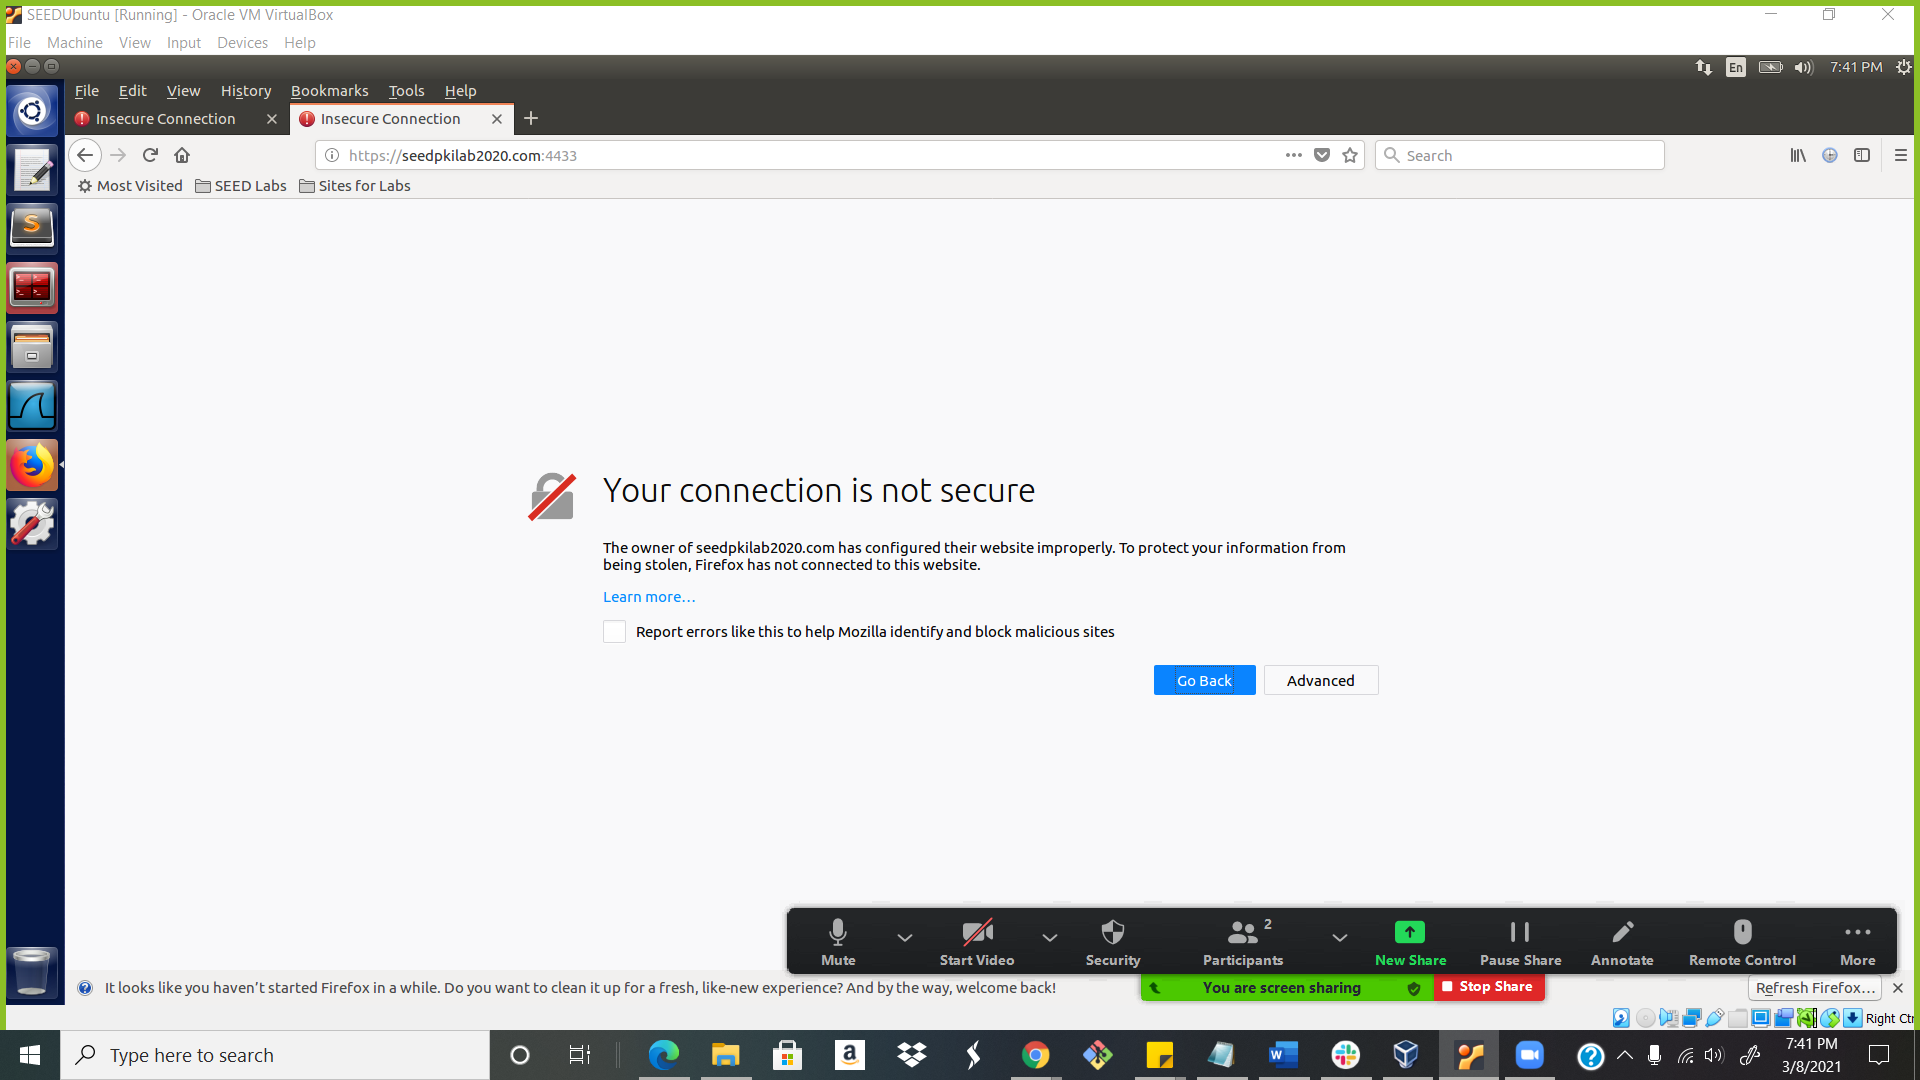 SEEDUbuntu [Running] - Oracle VM VirtualBox
File Machine View Input Devices Help
En 7:41 PM
File Edit View History Bookmarks Tools Help
Insecure Connection Insecure Connection
https://seedpkilab2020.com:4433 Search
Most Visited SEED Labs Sites for Labs
Your connection is not secure
The owner of seedpkilab2020.com has configured their website improperly. To protect your information from
being stolen, Firefox has not connected to this website.
Learn more…
Report errors like this to help Mozilla identify and block malicious sites
Go Back Advanced
2
Mute Start Video Security Participants New Share Pause Share Annotate Remote Control More
It looks like you haven’t started Firefox in a while. Do you want to clean it up for a fresh, like-new experience? And by the way, welcome back!
You are screen sharing Stop Share
Refresh Firefox…
Right Ctr
Type here to search
7:41 PM
3/8/2021